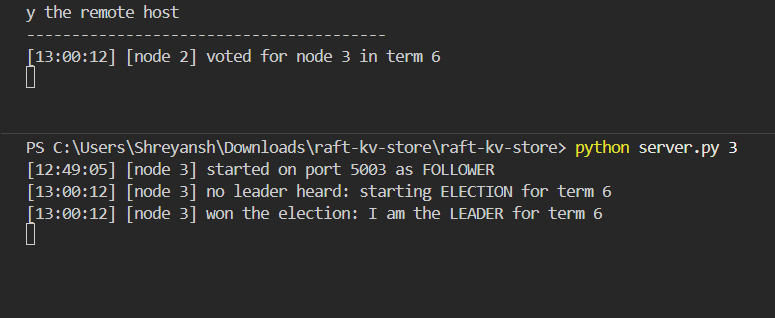 y the remote host
----------------------------------------
[13:00:12] [node 2] voted for node 3 in term 6
PS C:\Users\Shreyansh\Downloads\raft-kv-store\raft-kv-store> python server.py 3
[12:49:05] [node 3] started on port 5003 as FOLLOWER
[13:00:12] [node 3] no leader heard: starting ELECTION for term 6
[13:00:12] [node 3] won the election: I am the LEADER for term 6